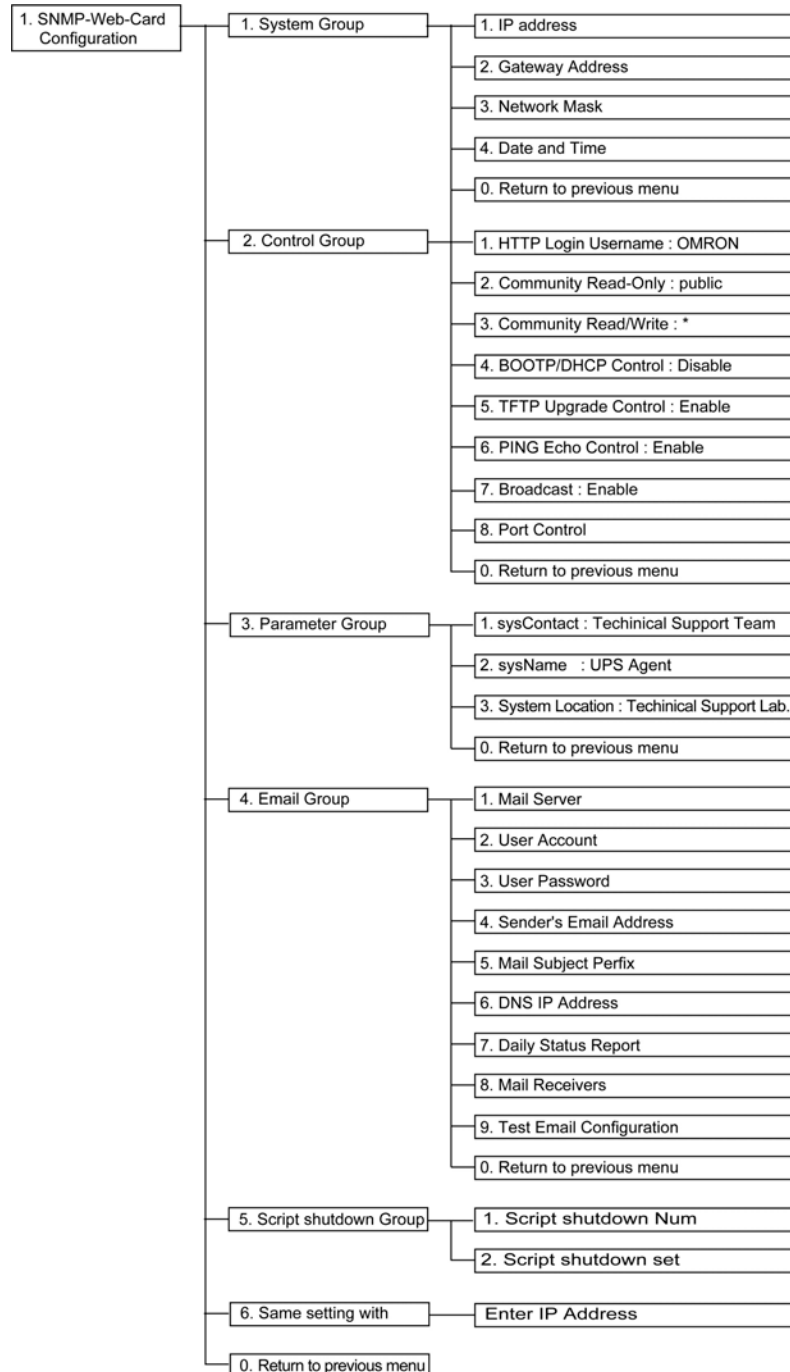 1. SNMP-Web-Card
Configuration
1. System Group
1. IP address
2. Gateway Address
3. Network Mask
4. Date and Time
0. Return to previous menu
2. Control Group
1. HTTP Login Username : OMRON
2. Community Read-Only : public
3. Community Read/Write : *
4. BOOTP/DHCP Control : Disable
5. TFTP Upgrade Control : Enable
6. PING Echo Control : Enable
7. Broadcast : Enable
8. Port Control
0. Return to previous menu
3. Parameter Group
1. sysContact : Techinical Support Team
2. sysName : UPS Agent
3. System Location : Techinical Support Lab.
0. Return to previous menu
4. Email Group
1. Mail Server
2. User Account
3. User Password
4. Sender's Email Address
5. Mail Subject Perfix
6. DNS IP Address
7. Daily Status Report
8. Mail Receivers
9. Test Email Configuration
0. Return to previous menu
5. Script shutdown Group
1. Script shutdown Num
2. Script shutdown set
6. Same setting with
Enter IP Address
0. Return to previous menu